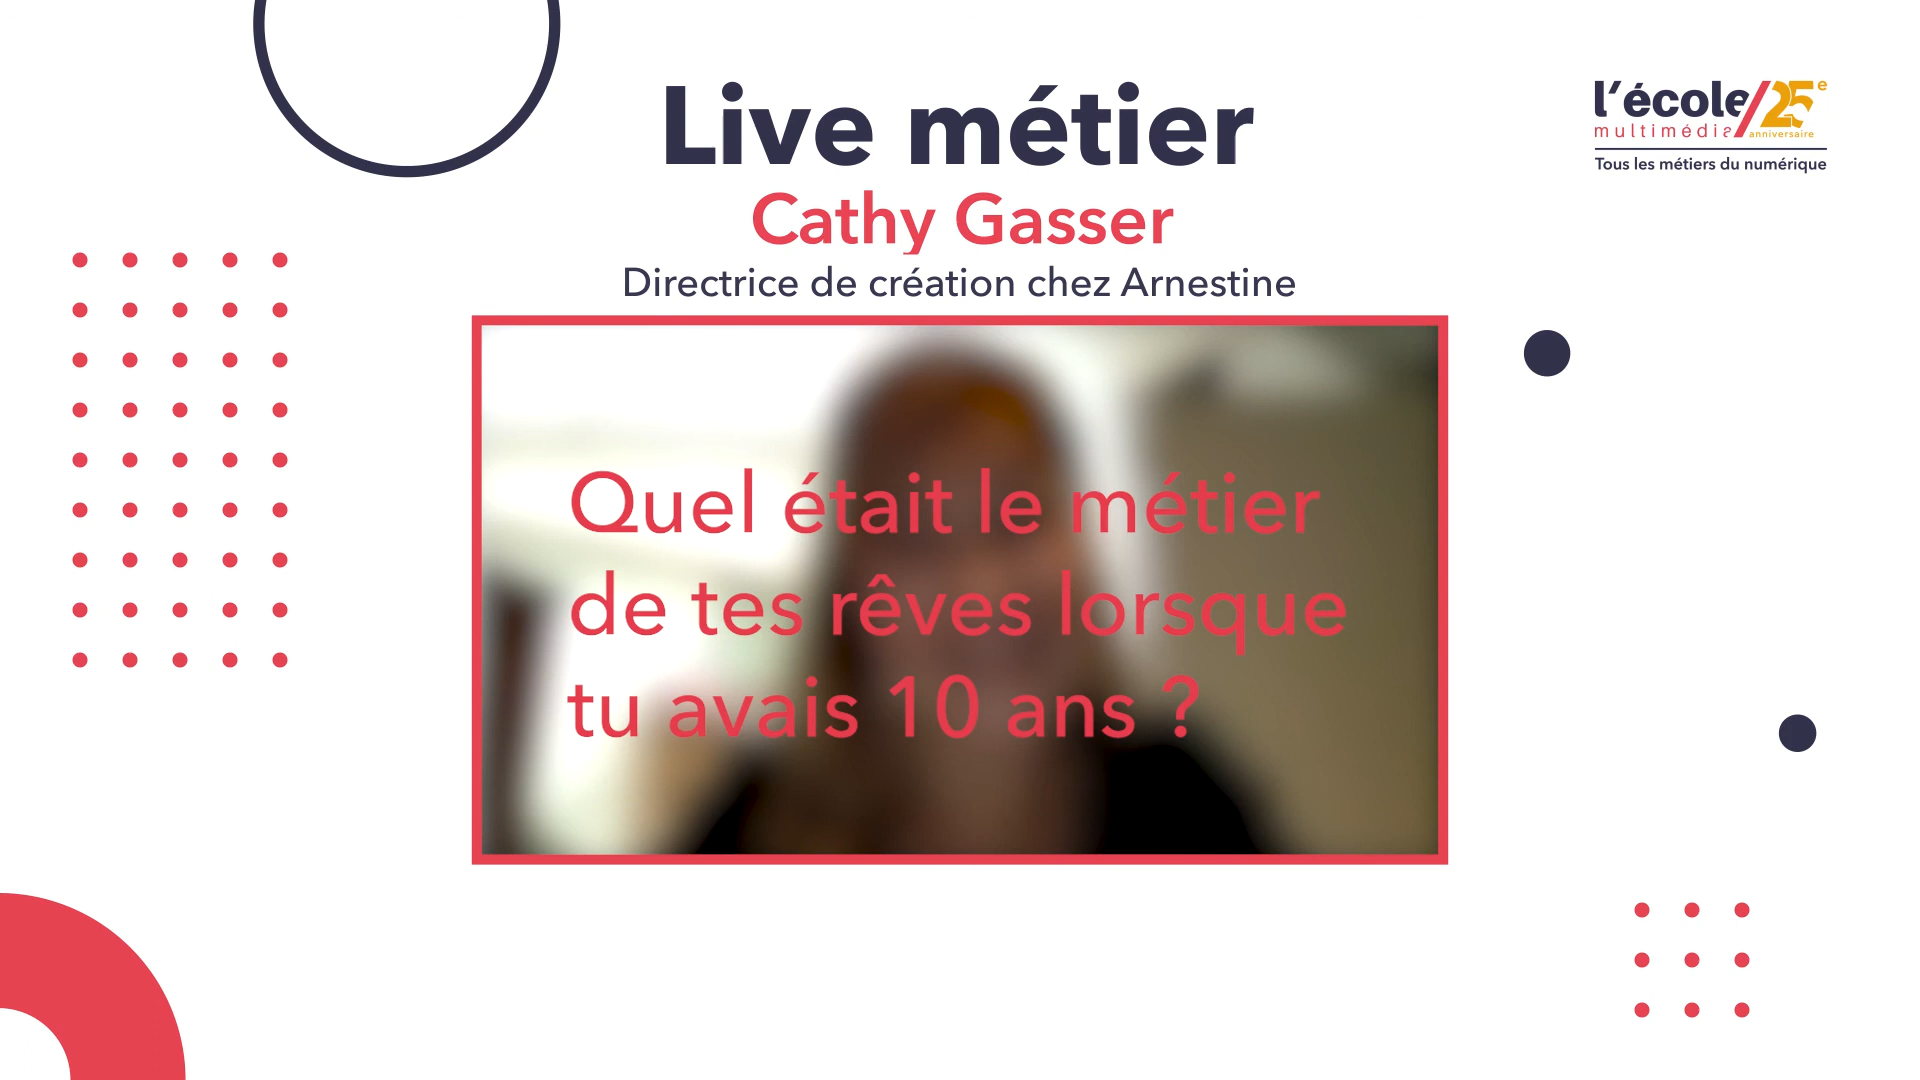 Live métier
Cathy Gasser
Directrice de création chez Arnestine
l'école/25e
multimédia anniversaire
Tous les métiers du numérique
Quel était le métier
de tes rêves lorsque
tu avais 10 ans ?